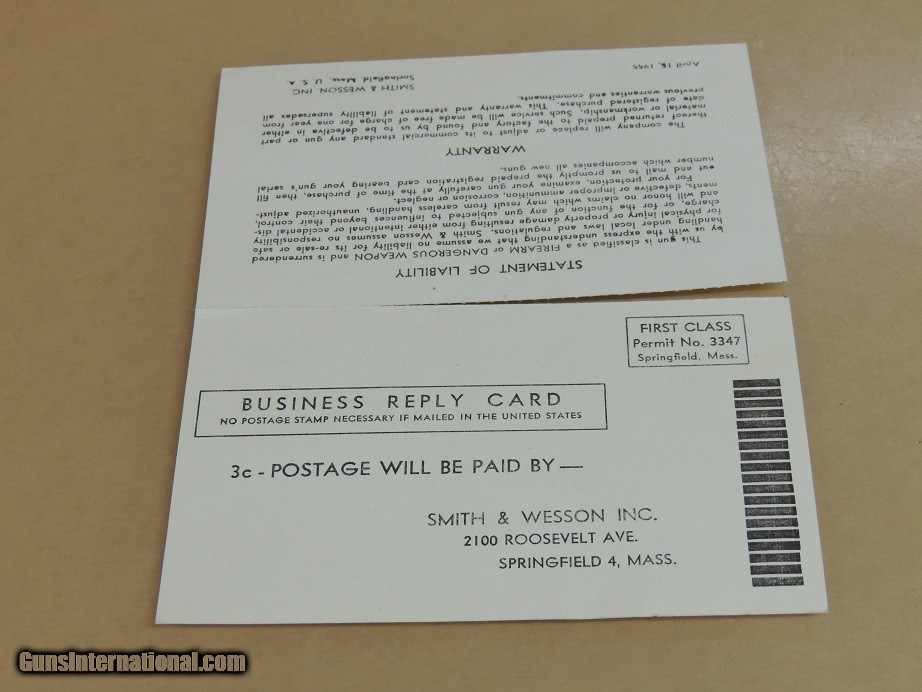 STATEMENT OF LIABILITY
This gun is classified as a FIREARM or DANGEROUS WEAPON and is surrendered
by us with the express understanding that we assume no liability for its re-sale or safe
handling under local laws and regulations. Smith & Wesson assumes no responsibility
for physical injury or property damage resulting from either intentional or accidental dis-
charge, or for the function of any gun subjected to influences beyond their control,
and will honor no claims which may result from careless handling, unauthorized adjust-
ments, defective or improper ammunition, corrosion or neglect.
For your protection, examine your gun carefully at the time of purchase, then fill
out and mail to us promptly the prepaid registration card bearing your gun's serial
number which accompanies all new guns.
WARRANTY
The company will replace or adjust to its commercial standard any gun or part
thereof returned prepaid to the factory and found by us to be defective in either
material or workmanship. Such service will be made free of charge for one year from
date of registered purchase. This warranty and statement of liability supersedes all
previous warranties and commitments.
SMITH & WESSON, INC.
Springfield, Mass., U. S. A.
April 15, 1955
FIRST CLASS
Permit No. 3347
Springfield, Mass.
BUSINESS REPLY CARD
NO POSTAGE STAMP NECESSARY IF MAILED IN THE UNITED STATES
3c - POSTAGE WILL BE PAID BY —
SMITH & WESSON INC.
2100 ROOSEVELT AVE.
SPRINGFIELD 4, MASS.
GunsInternational.com